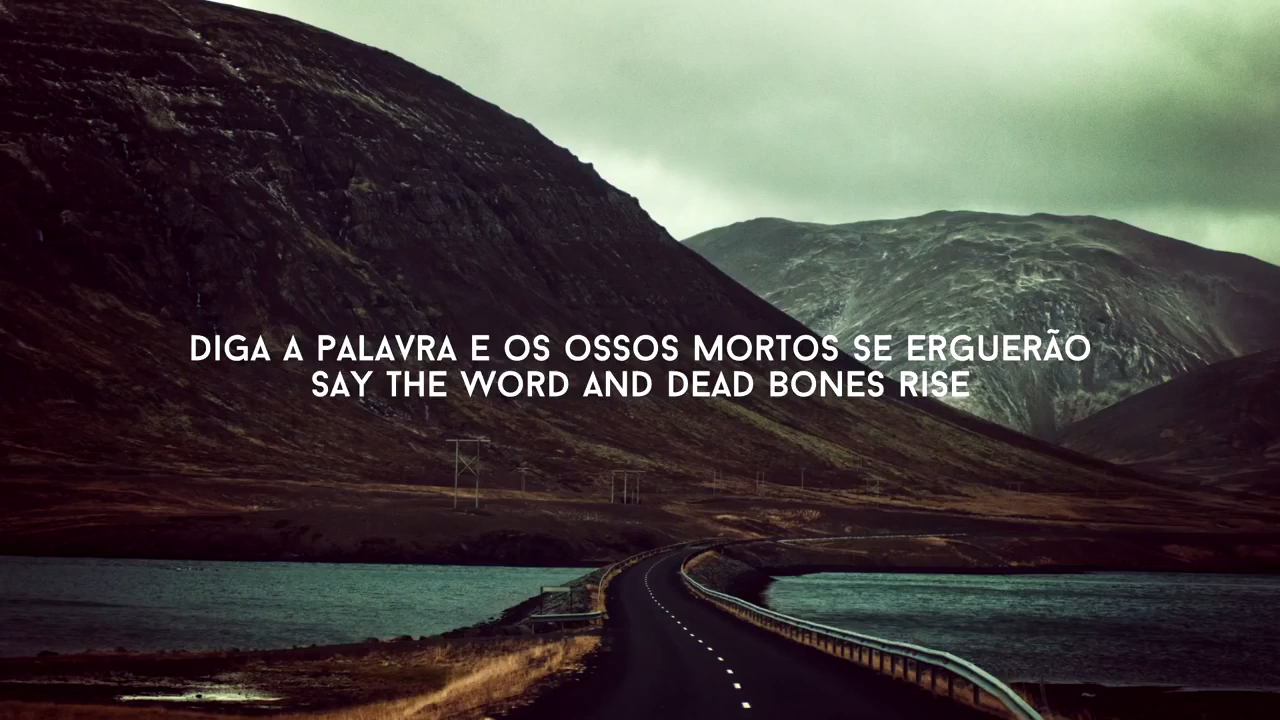 DIGA A PALAVRA E OS OSSOS MORTOS SE ERGUERÃO
SAY THE WORD AND DEAD BONES RISE